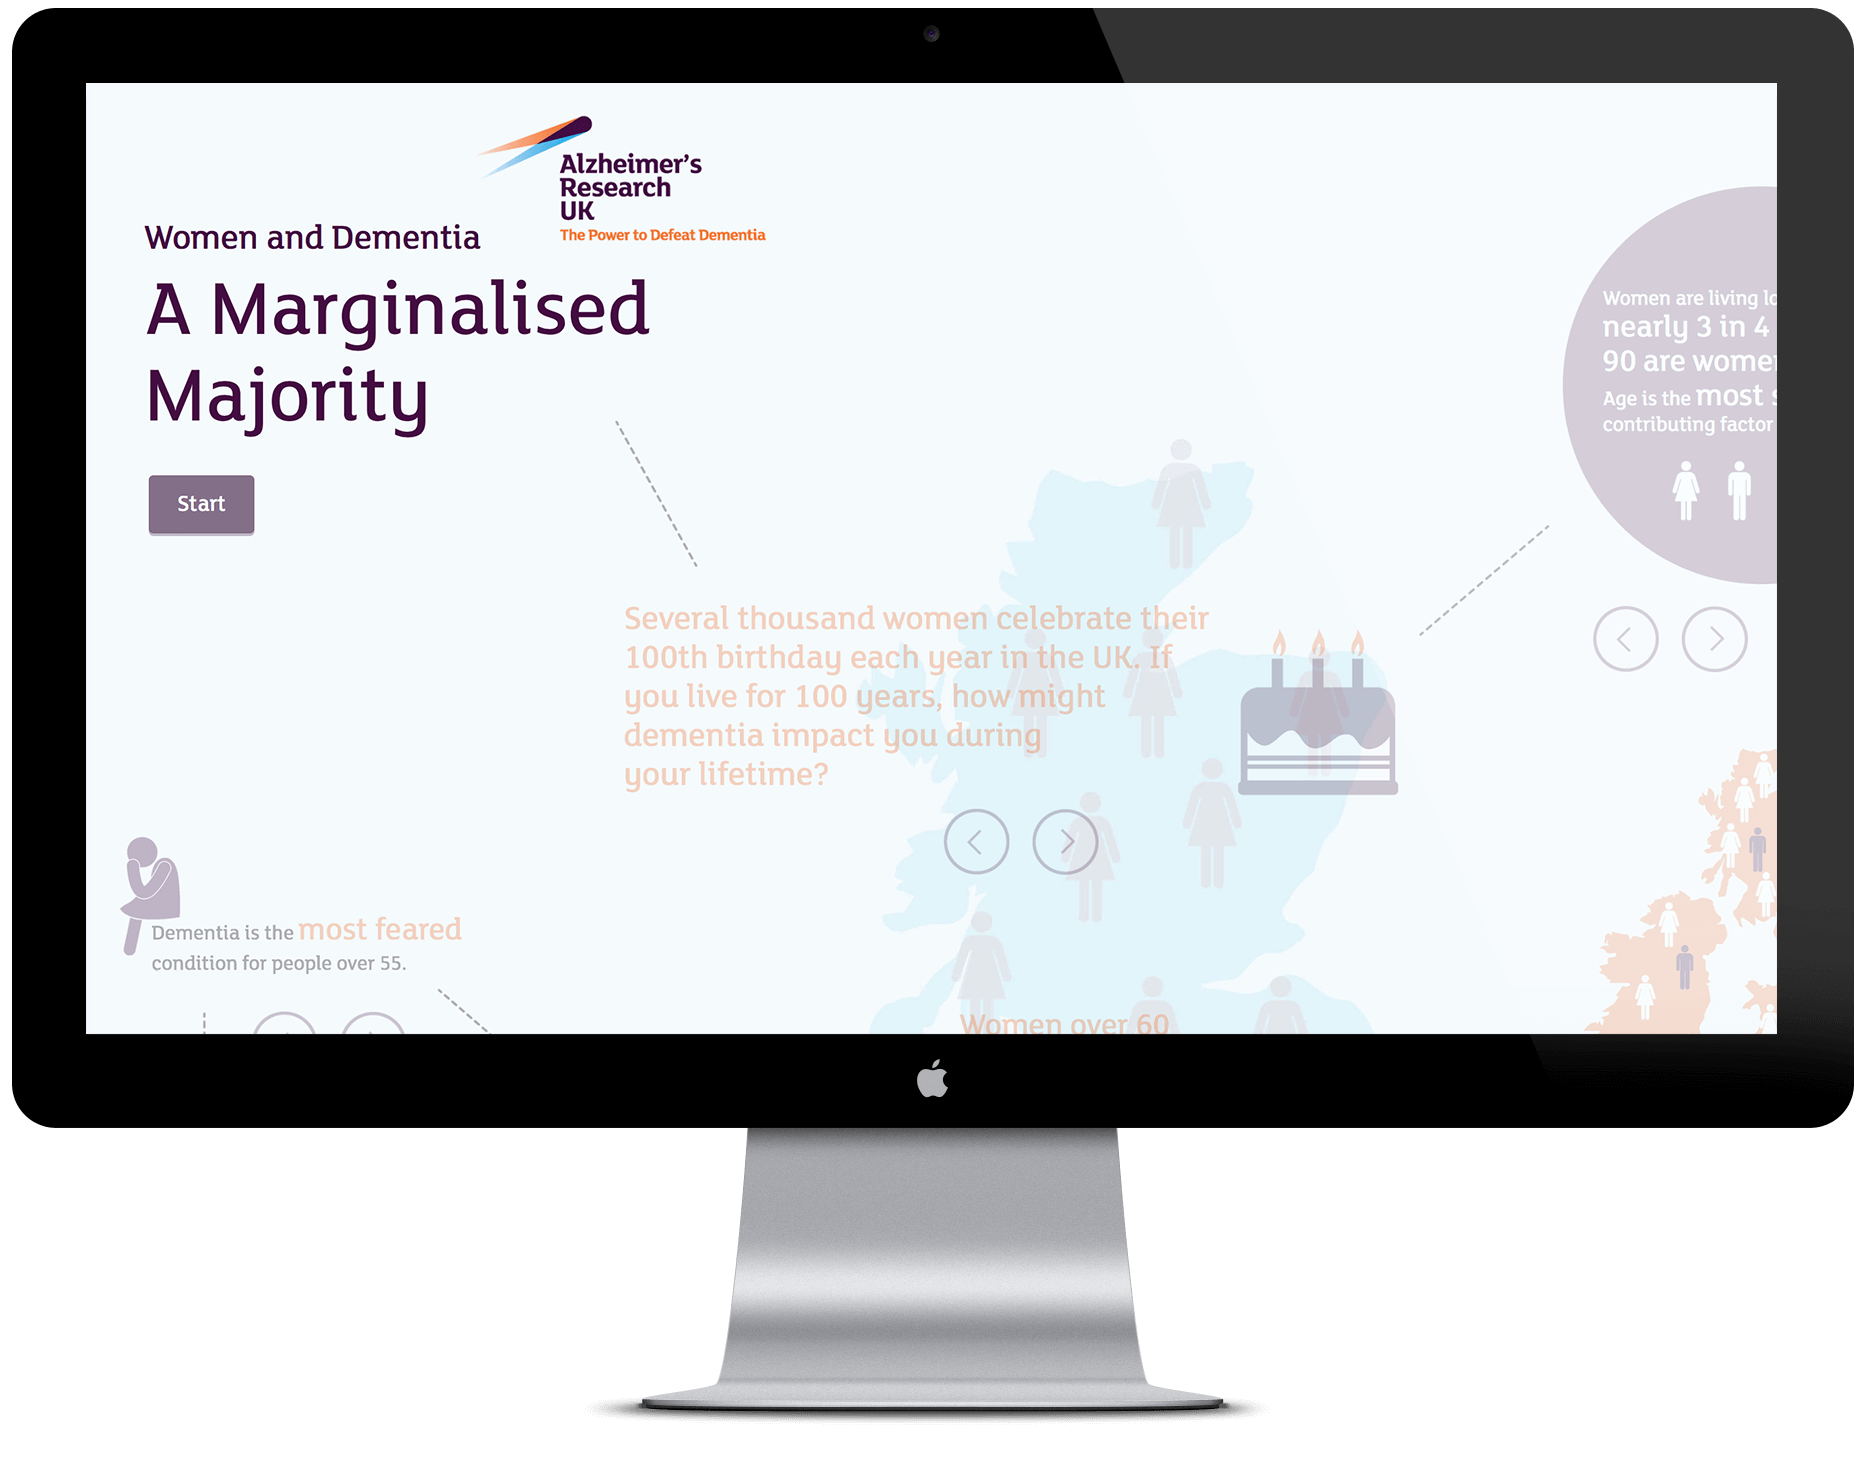 Alzheimer's
Research
UK
The Power to Defeat Dementia
Women and Dementia
A Marginalised
Majority
Start
Women are living
nearly 3 in 4
90 are
Age is the most
contributing factor
Several thousand women celebrate their
100th birthday each year in the UK. If
you live for 100 years, how might
dementia impact you during
your lifetime?
Dementia is the most feared
condition for people over 55.
Women over 60